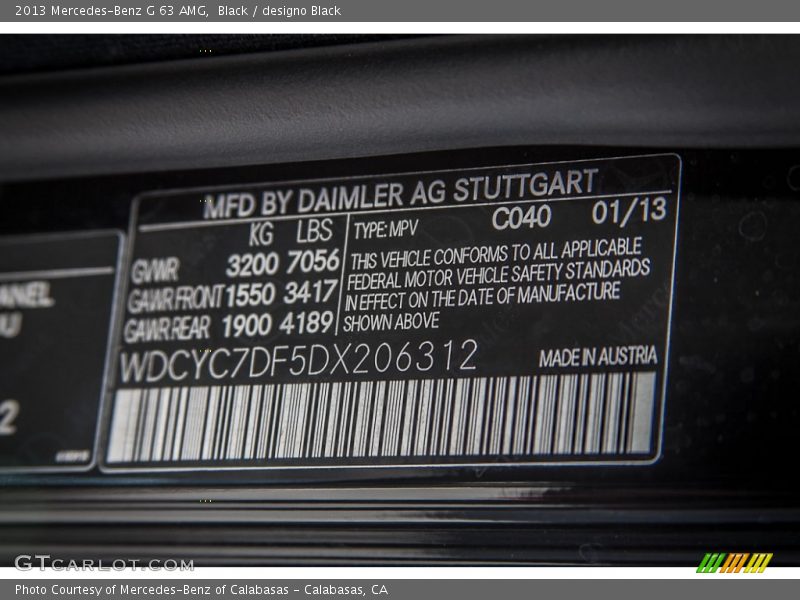 2013 Mercedes-Benz G 63 AMG, Black / designo Black
MFD BY DAIMLER AG STUTTGART
KG LBS
GVWR 3200 7056
GAWR FRONT 1550 3417
GAWR REAR 1900 4189
TYPE: MPV C040 01/13
THIS VEHICLE CONFORMS TO ALL APPLICABLE
FEDERAL MOTOR VEHICLE SAFETY STANDARDS
IN EFFECT ON THE DATE OF MANUFACTURE
SHOWN ABOVE
WDCYC7DF5DX206312 MADE IN AUSTRIA
2
GTCARLOT.COM
Photo Courtesy of Mercedes-Benz of Calabasas - Calabasas, CA